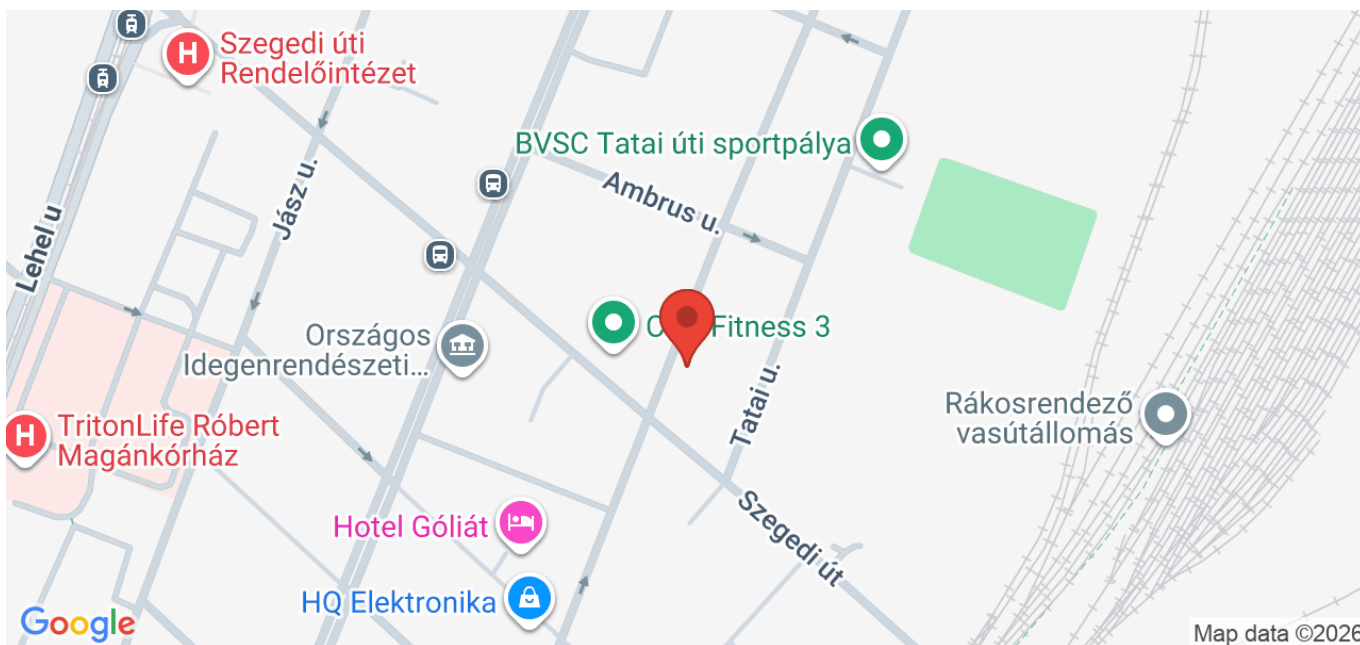 Szegedi úti
Rendelőintézet
BVSC Tatai úti sportpálya
Ambrus u.
Jász u.
Lehel u
Fitness 3
Országos
Idegenrendészeti...
Tatai u.
Rákosrendező
vasútállomás
TritonLife Róbert
Magánkórház
Hotel Góliát
Szegedi út
HQ Elektronika
Google
Map data ©2026